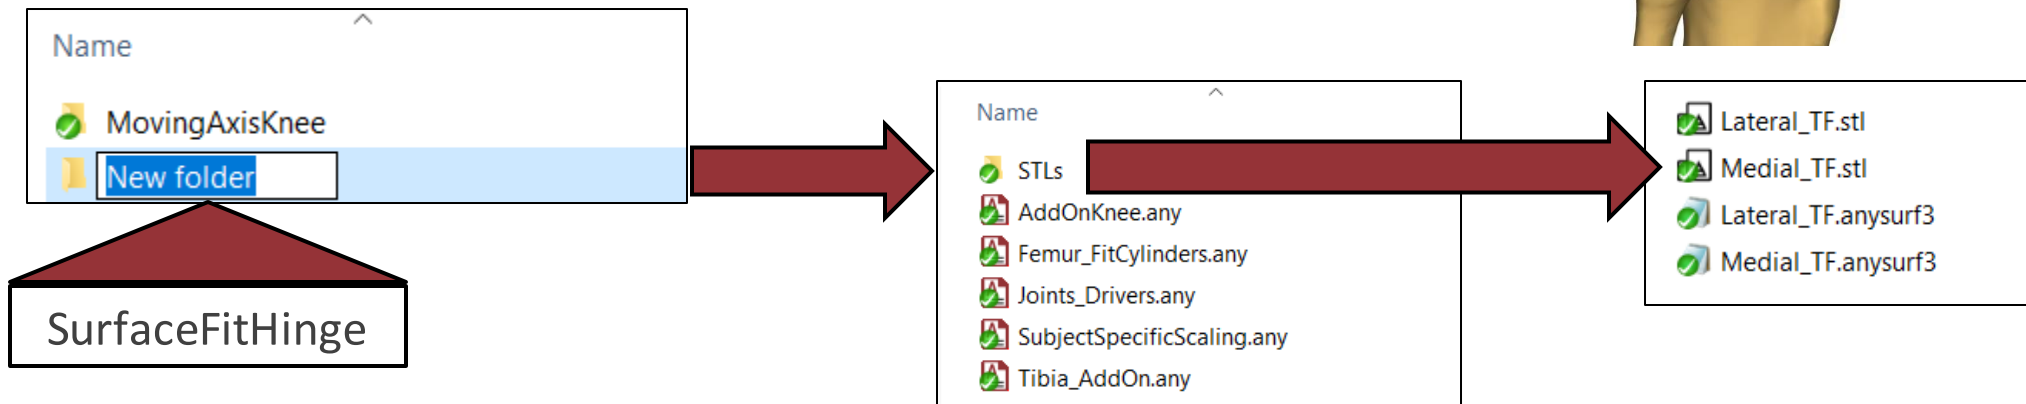 Name
MovingAxisKnee
New folder
SurfaceFitHinge
Name
STLs
AddOnKnee.any
Femur_FitCylinders.any
Joints_Drivers.any
SubjectSpecificScaling.any
Tibia_AddOn.any
Lateral_TF.stl
Medial_TF.stl
Lateral_TF.anysurf3
Medial_TF.anysurf3